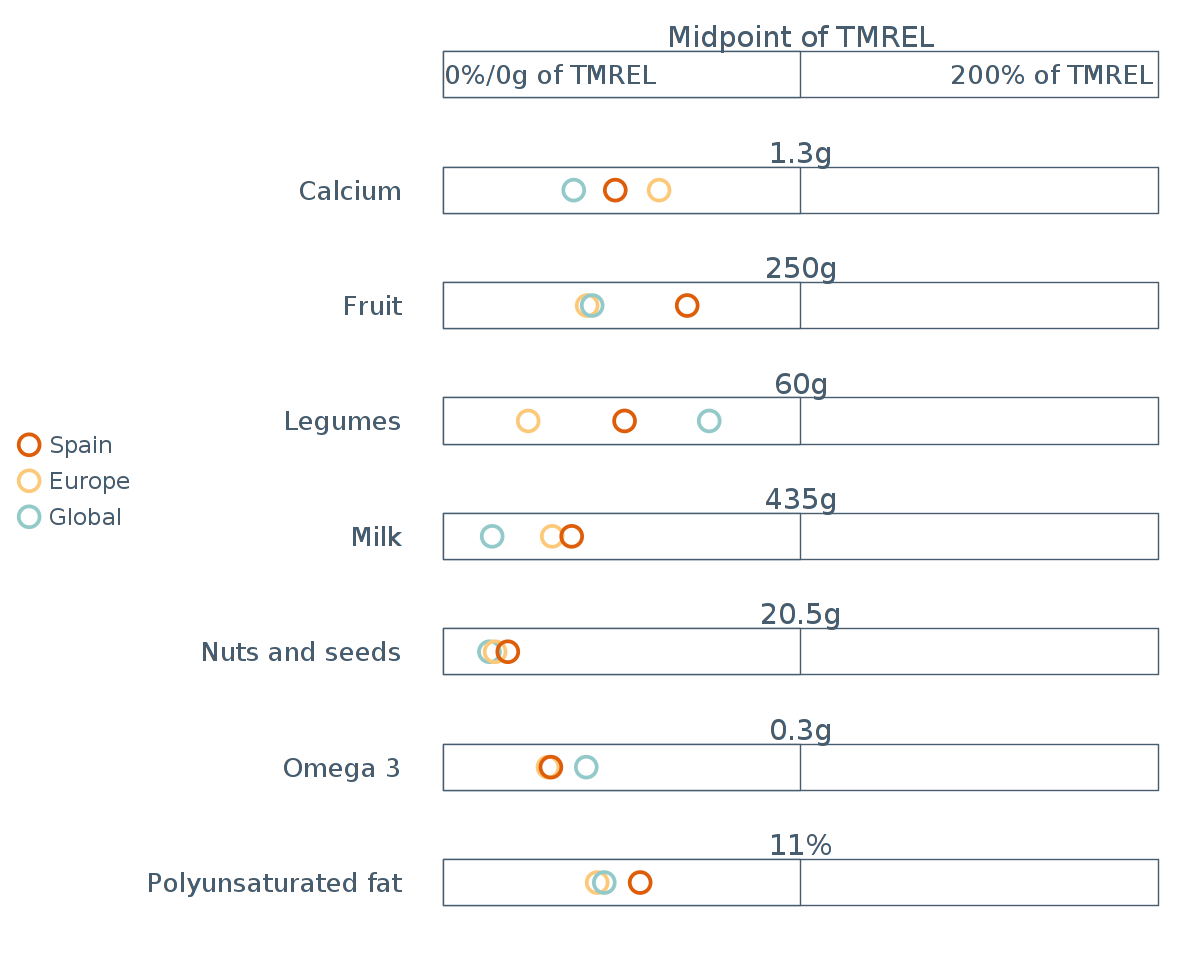 Midpoint of TMREL
0%/0g of TMREL
200% of TMREL
1.3g
Calcium
250g
Fruit
60g
Legumes
Spain
Europe
Global
435g
Milk
20.5g
Nuts and seeds
0.3g
Omega 3
11%
Polyunsaturated fat